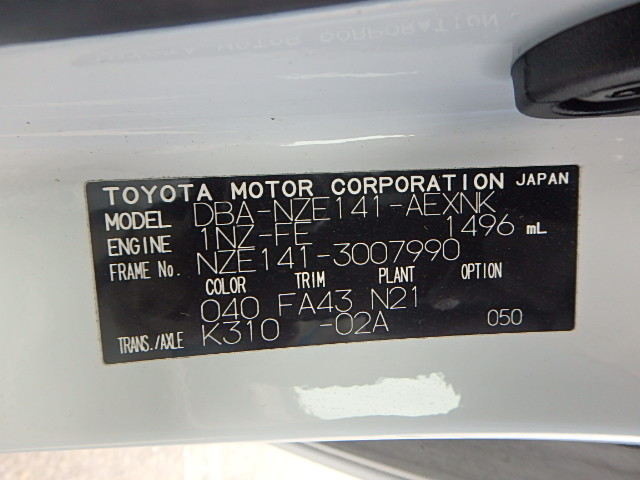 TOYOTA MOTOR CORPORATION JAPAN
MODEL DBA-NZE141-AEXNK
ENGINE 1NZ-FE 1496 mL
FRAME No. NZE141-3007990
COLOR TRIM PLANT OPTION
040 FA43 N21
TRANS./AXLE K310 -02A 050